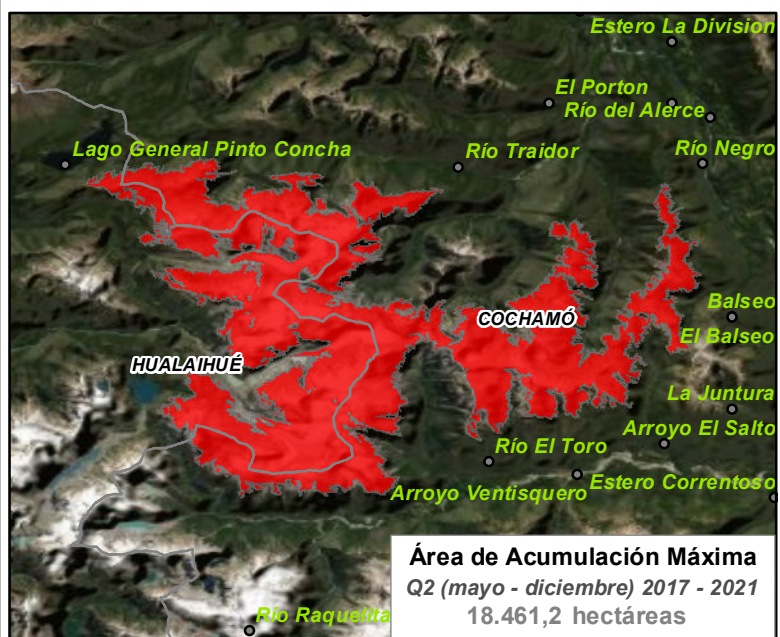 Estero La Division
El Porton
Río del Alerce
Lago General Pinto Concha
Río Traidor
Río Negro
Balseo
COCHAMÓ
El Balseo
HUALAIHUÉ
La Juntura
Arroyo El Salto
Río El Toro
Arroyo Ventisquero
Estero Correntoso
Área de Acumulación Máxima
Q2 (mayo - diciembre) 2017 - 2021
18.461,2 hectáreas
Rio Raquelita